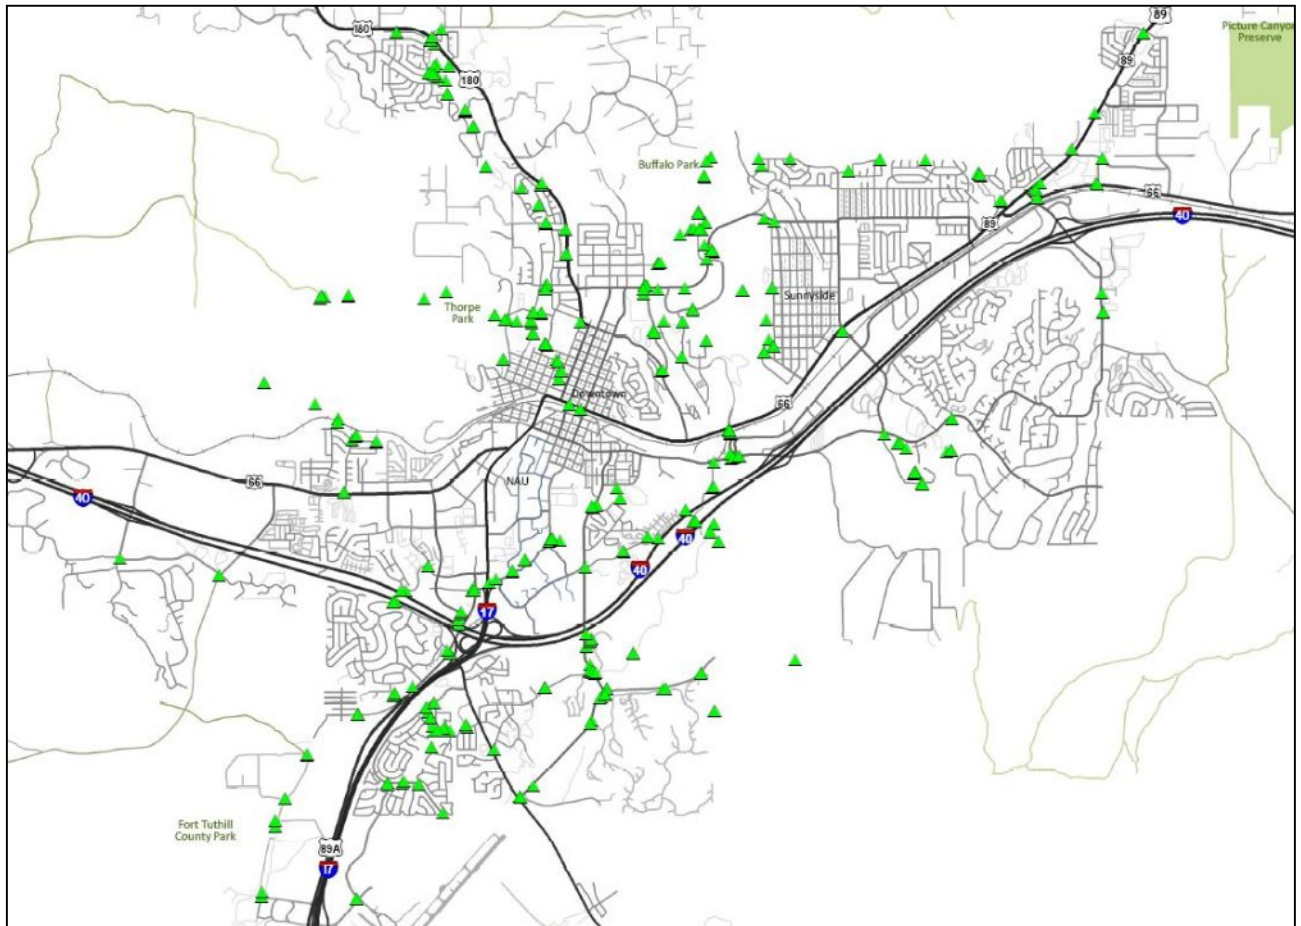 89
180
Picture Canyon
Preserve
89
180
Buffalo Park
66
40
89
Sunnyside
Thorpe
Park
Downtown
66
66
NAU
40
40
40
17
Fort Tuthill
County Park
89A
17